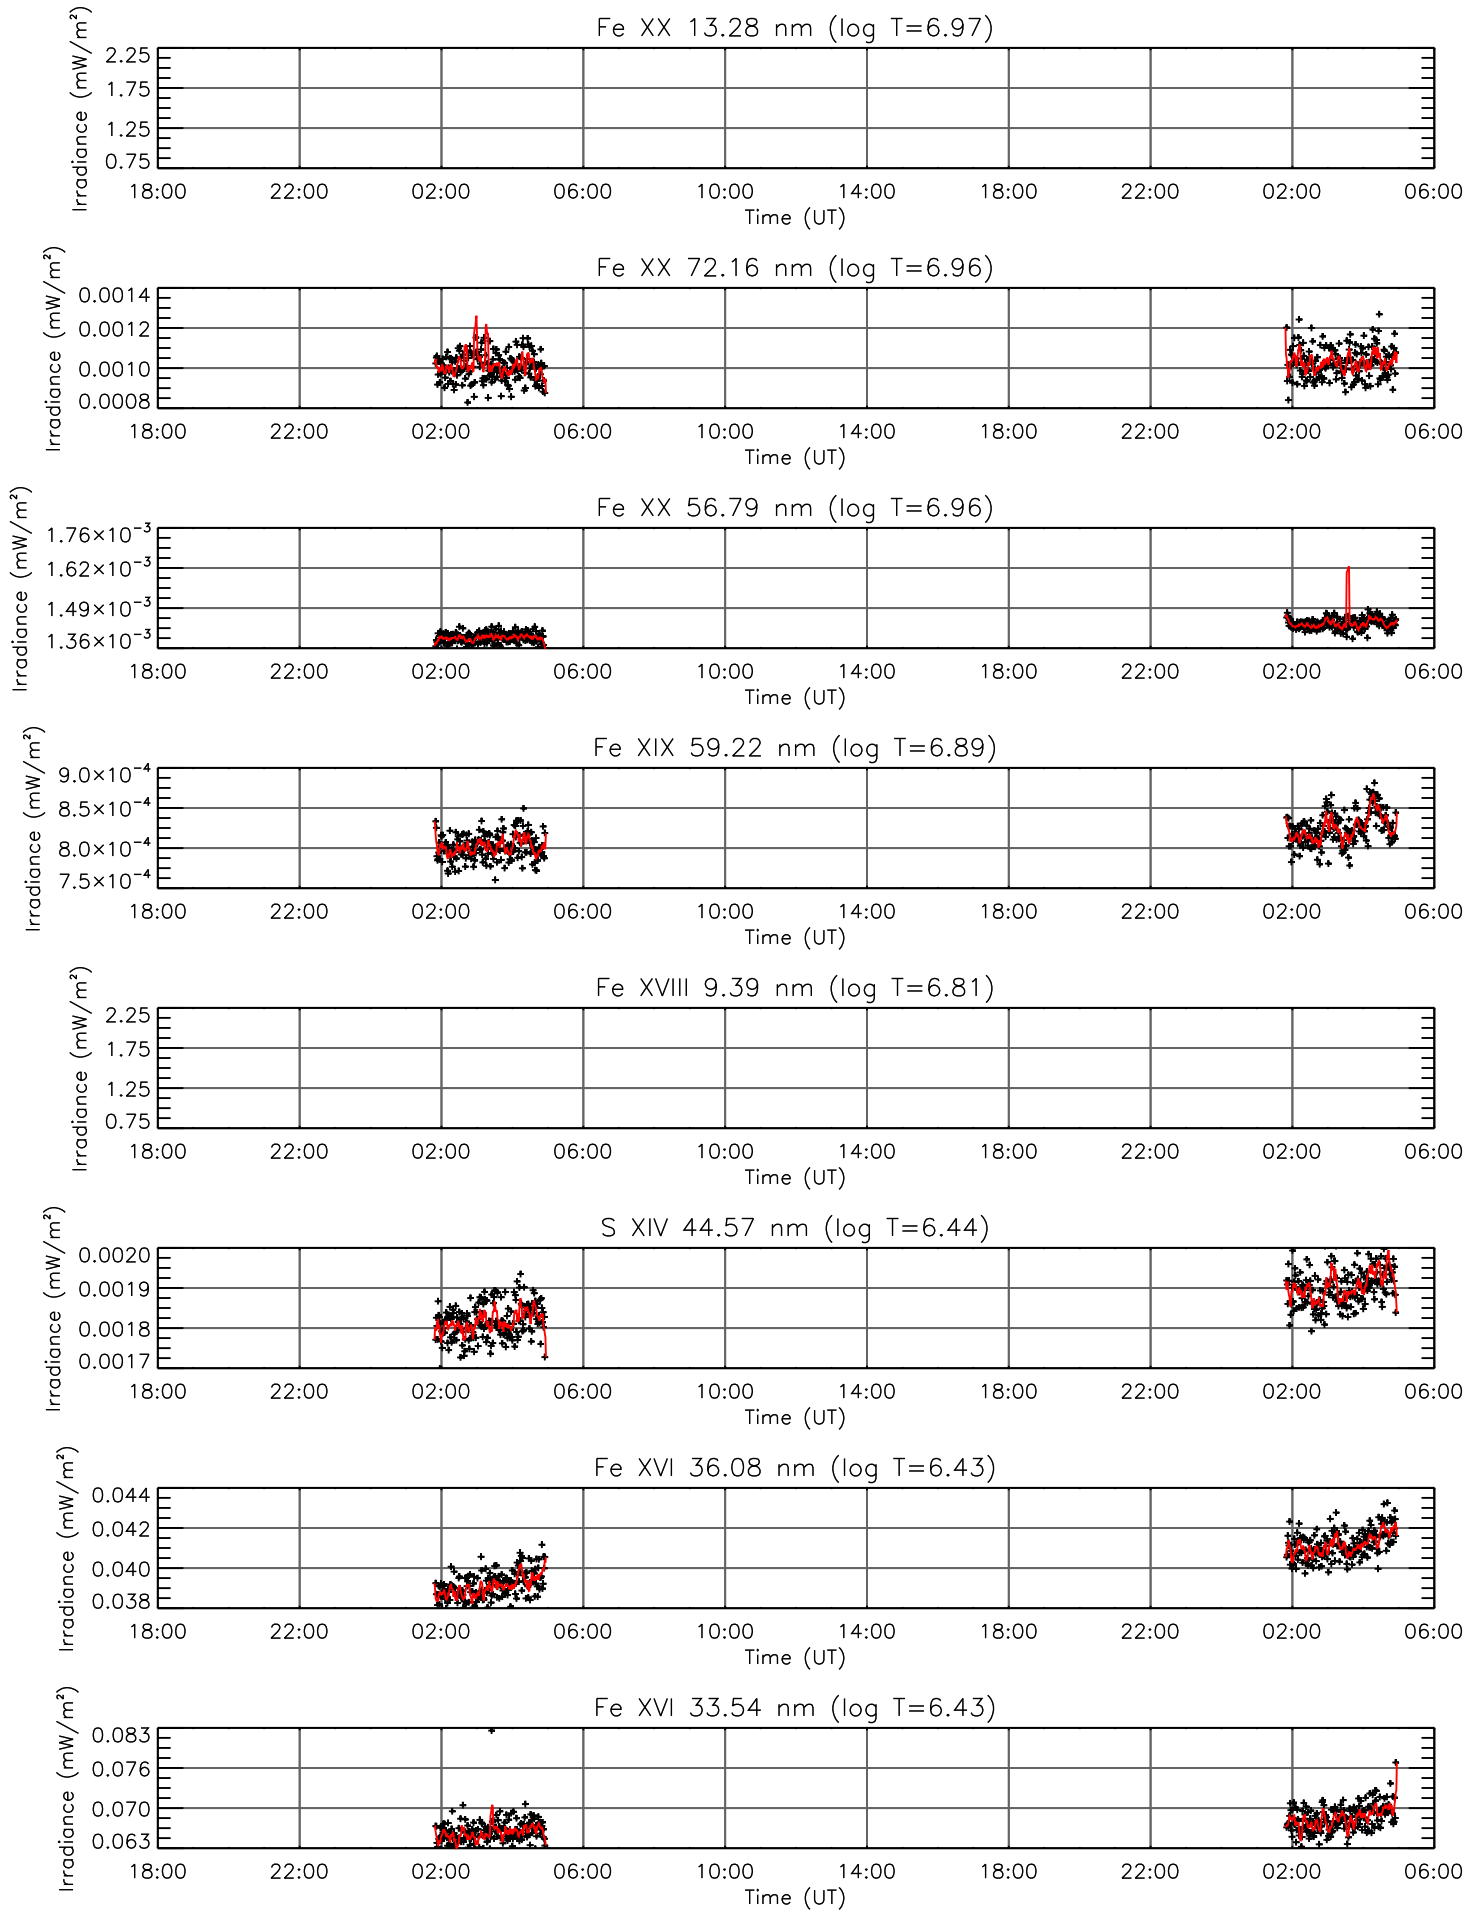 Fe XX 13.28 nm (log T=6.97)
Irradiance (mW/m²)
2.25
1.75
1.25
0.75
18:00 22:00 02:00 06:00 10:00 14:00 18:00 22:00 02:00 06:00
Time (UT)
Fe XX 72.16 nm (log T=6.96)
Irradiance (mW/m²)
0.0014
0.0012
0.0010
0.0008
18:00 22:00 02:00 06:00 10:00 14:00 18:00 22:00 02:00 06:00
Time (UT)
Fe XX 56.79 nm (log T=6.96)
Irradiance (mW/m²)
1.76×10⁻³
1.62×10⁻³
1.49×10⁻³
1.36×10⁻³
18:00 22:00 02:00 06:00 10:00 14:00 18:00 22:00 02:00 06:00
Time (UT)
Fe XIX 59.22 nm (log T=6.89)
Irradiance (mW/m²)
9.0×10⁻⁴
8.5×10⁻⁴
8.0×10⁻⁴
7.5×10⁻⁴
18:00 22:00 02:00 06:00 10:00 14:00 18:00 22:00 02:00 06:00
Time (UT)
Fe XVIII 9.39 nm (log T=6.81)
Irradiance (mW/m²)
2.25
1.75
1.25
0.75
18:00 22:00 02:00 06:00 10:00 14:00 18:00 22:00 02:00 06:00
Time (UT)
S XIV 44.57 nm (log T=6.44)
Irradiance (mW/m²)
0.0020
0.0019
0.0018
0.0017
18:00 22:00 02:00 06:00 10:00 14:00 18:00 22:00 02:00 06:00
Time (UT)
Fe XVI 36.08 nm (log T=6.43)
Irradiance (mW/m²)
0.044
0.042
0.040
0.038
18:00 22:00 02:00 06:00 10:00 14:00 18:00 22:00 02:00 06:00
Time (UT)
Fe XVI 33.54 nm (log T=6.43)
Irradiance (mW/m²)
0.083
0.076
0.070
0.063
18:00 22:00 02:00 06:00 10:00 14:00 18:00 22:00 02:00 06:00
Time (UT)